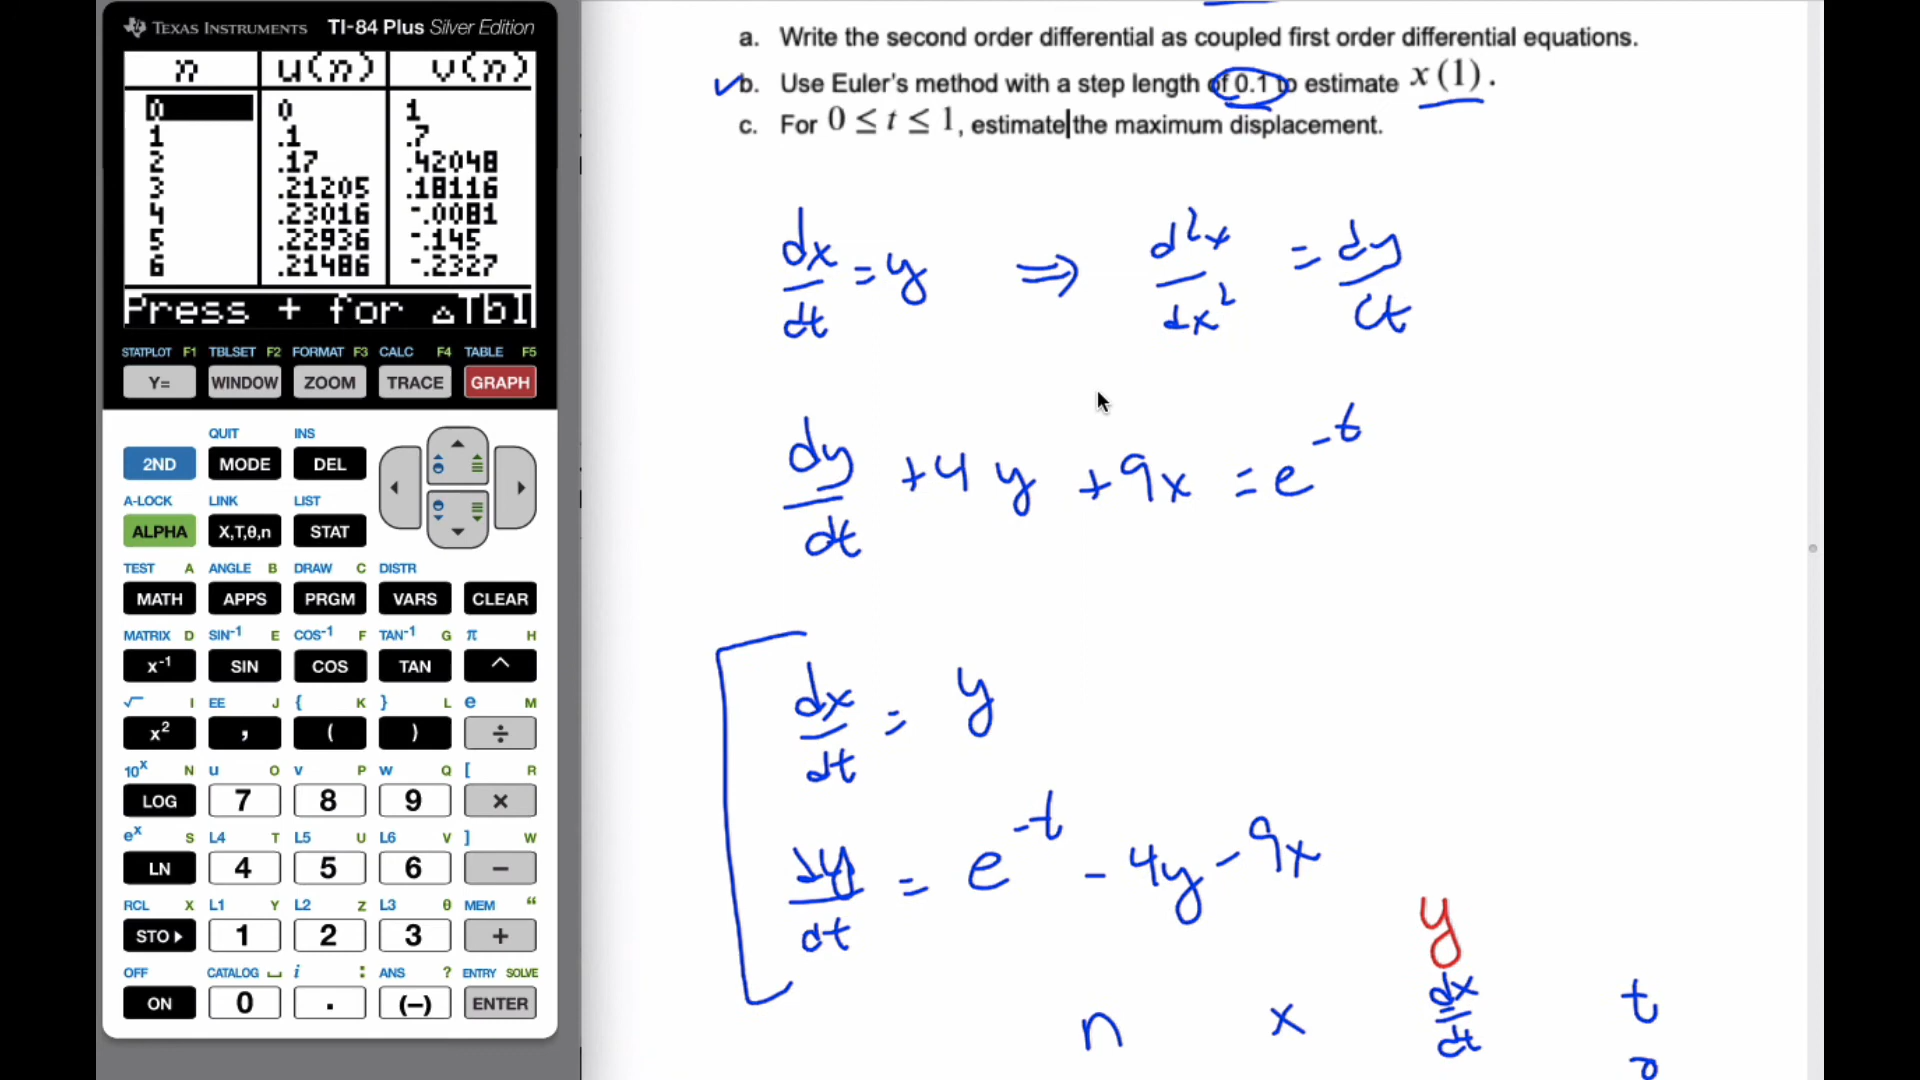 TEXAS INSTRUMENTS TI-84 Plus Silver Edition
n u(n) v(n)
0 0 1
1 .1 .7
2 .17 .42048
3 .21205 .18116
4 .23016 -.0081
5 .22936 -.145
6 .21486 -.2327
Press + for △Tbl
STATPLOT F1 TBLSET F2 FORMAT F3 CALC F4 TABLE F5
Y= WINDOW ZOOM TRACE GRAPH
QUIT INS
2ND MODE DEL
A-LOCK LINK LIST
ALPHA X,T,θ,n STAT
TEST A ANGLE B DRAW C DISTR
MATH APPS PRGM VARS CLEAR
MATRIX D SIN⁻¹ E COS⁻¹ F TAN⁻¹ G π H
x⁻¹ SIN COS TAN ^
√ I EE J { K } L e M
x² , ( ) ÷
10ˣ N u O v P w Q [ R
LOG 7 8 9 ×
eˣ S L4 T L5 U L6 V ] W
LN 4 5 6 −
RCL X L1 Y L2 Z L3 θ MEM “
STO▸ 1 2 3 +
OFF CATALOG ⎵ i : ANS ? ENTRY SOLVE
ON 0 . (−) ENTER
a. Write the second order differential as coupled first order differential equations.
b. Use Euler's method with a step length of 0.1 to estimate x(1).
c. For 0 ≤ t ≤ 1, estimate the maximum displacement.
dx/dt = y ⇒ d²x/dx² = dy/dt
dy/dt + 4y + 9x = e^-t
dx/dt = y
dy/dt = e^-t - 4y - 9x
y
n x dx/dt t